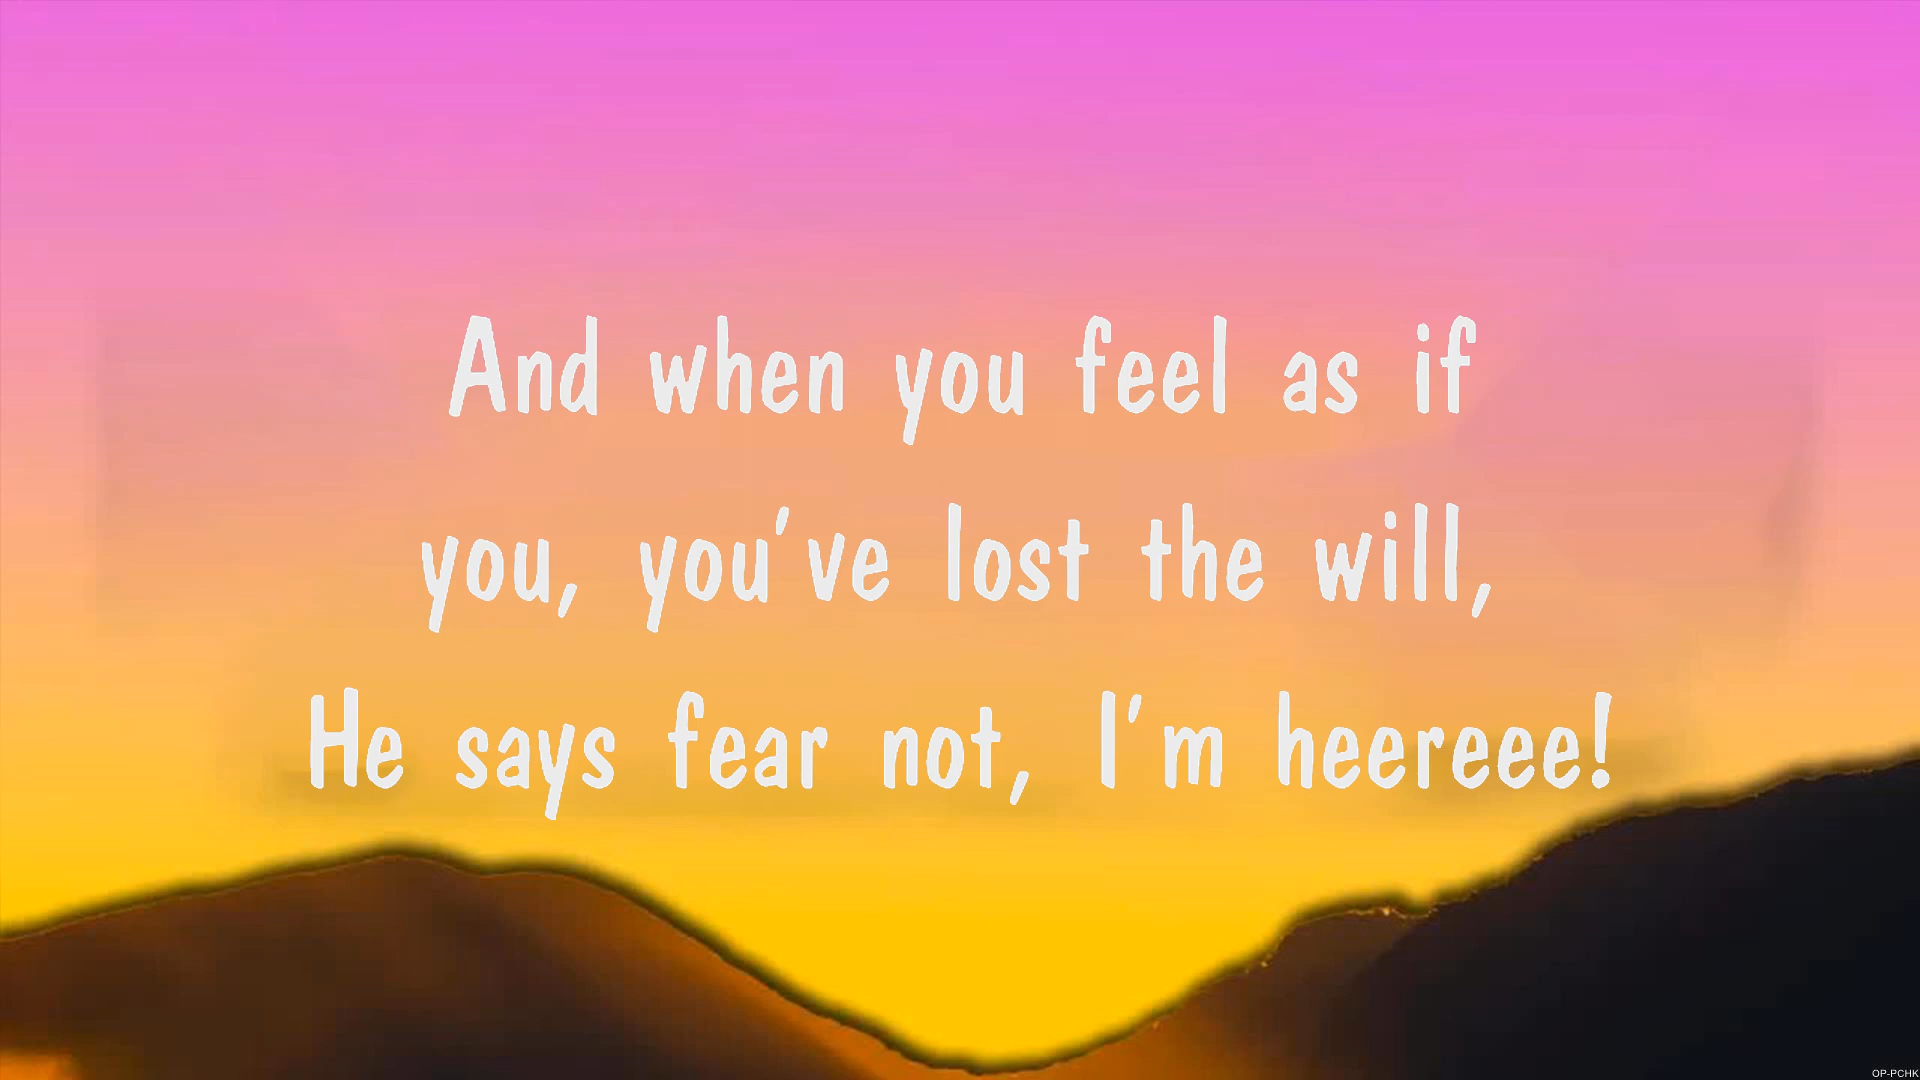 And when you feel as if
you, you've lost the will,
He says fear not, I'm heereee!
OP-PCHK